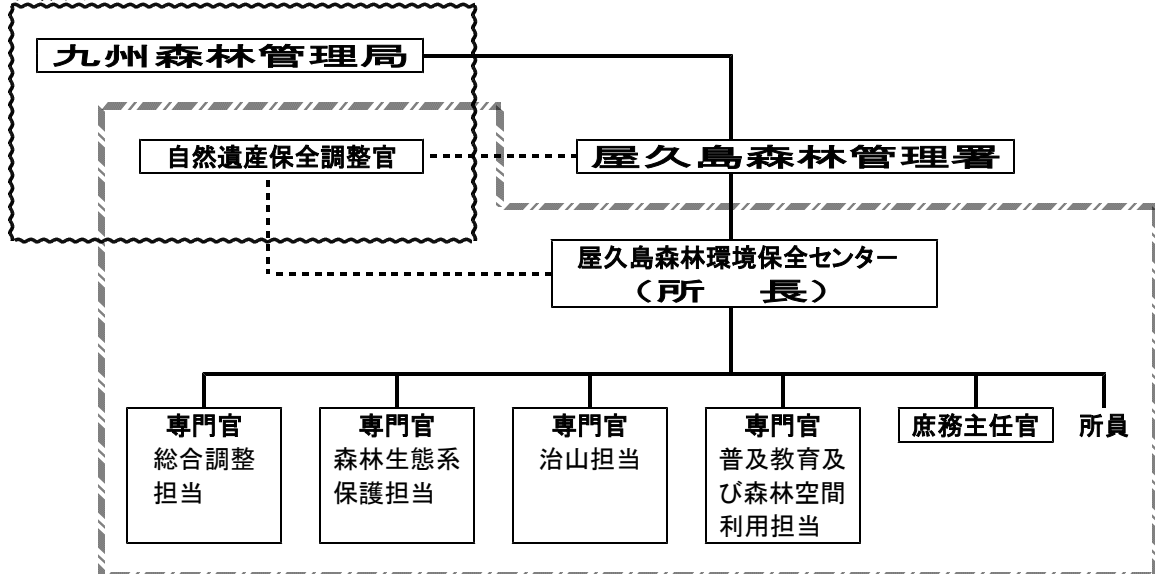 九州森林管理局
自然遺産保全調整官
屋久島森林管理署
屋久島森林環境保全センター
（所　長）
専門官
総合調整
担当
専門官
森林生態系
保護担当
専門官
治山担当
専門官
普及教育及
び森林空間
利用担当
庶務主任官
所員